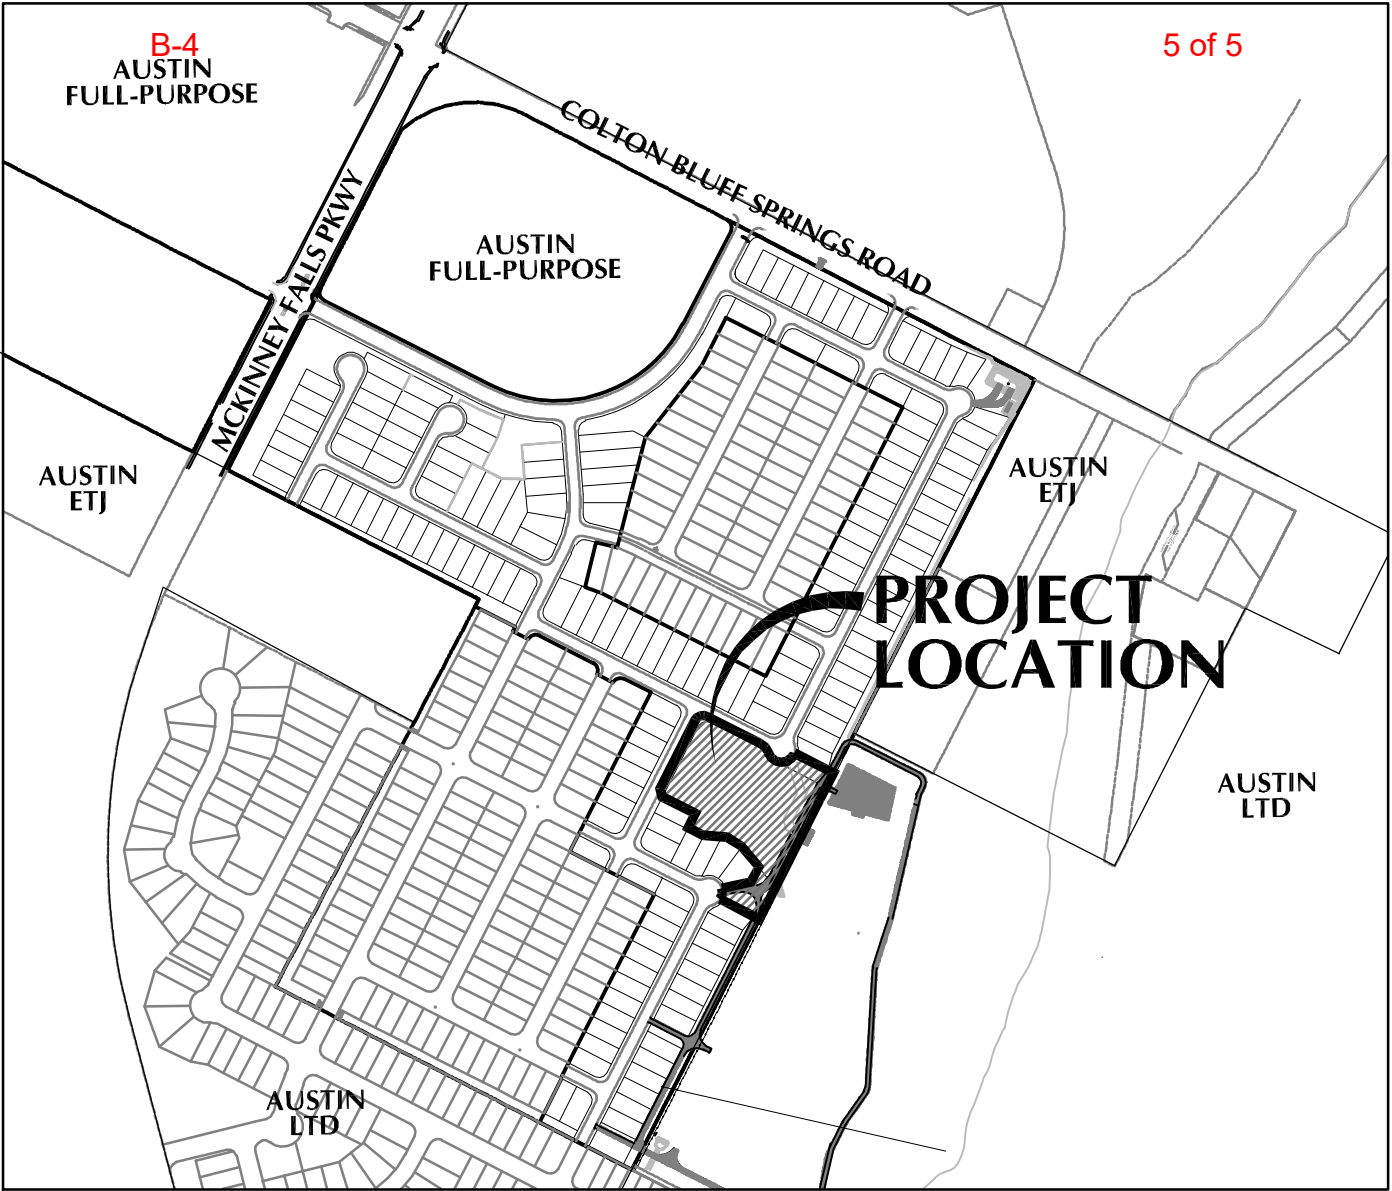 B-4
5 of 5
AUSTIN
FULL-PURPOSE
COLTON BLUFF SPRINGS ROAD
MCKINNEY FALLS PKWY
AUSTIN
FULL-PURPOSE
AUSTIN
ETJ
AUSTIN
ETJ
PROJECT
LOCATION
AUSTIN
LTD
AUSTIN
LTD